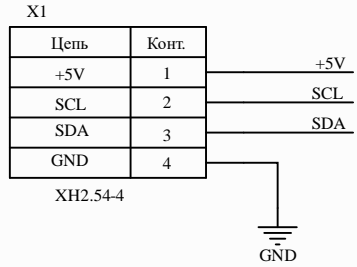 X1
Цепь Конт.
+5V 1 +5V
SCL 2 SCL
SDA 3 SDA
GND 4
XH2.54-4
GND